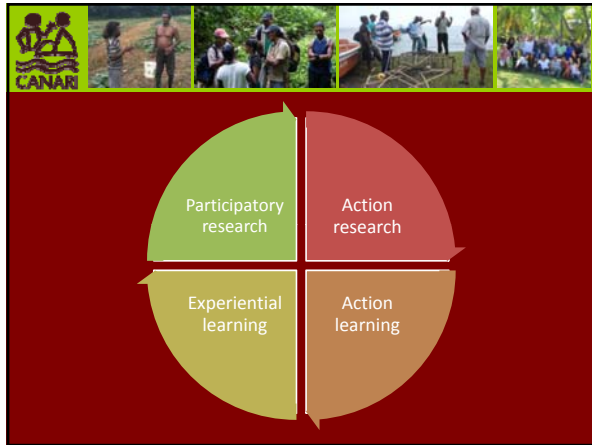 CANARI
Participatory
research
Action
research
Experiential
learning
Action
learning